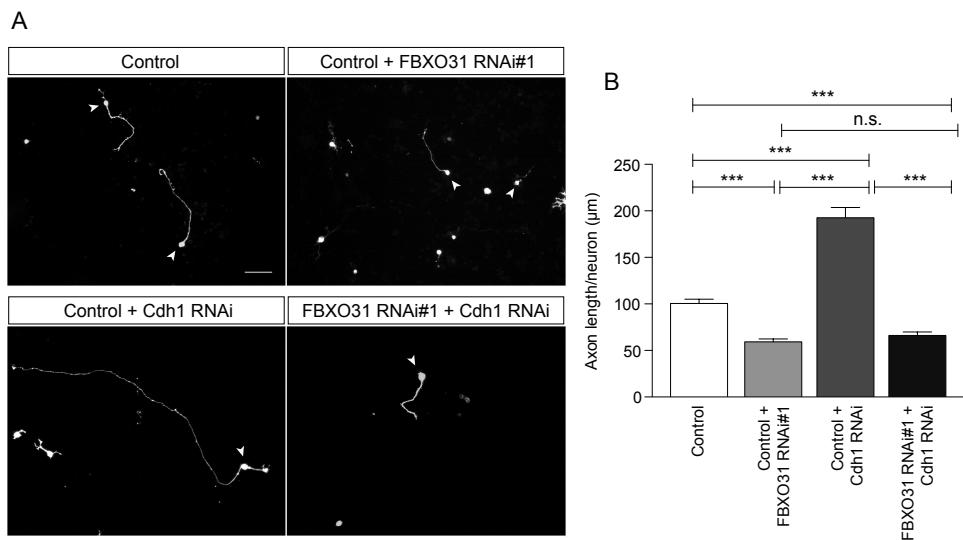 A
Control
Control + FBXO31 RNAi#1
Control + Cdh1 RNAi
FBXO31 RNAi#1 + Cdh1 RNAi
B
***
n.s.
***
***
***
***
Axon length/neuron (µm)
250
200
150
100
50
0
Control
Control +
FBXO31 RNAi#1
Control +
Cdh1 RNAi
FBXO31 RNAi#1 +
Cdh1 RNAi